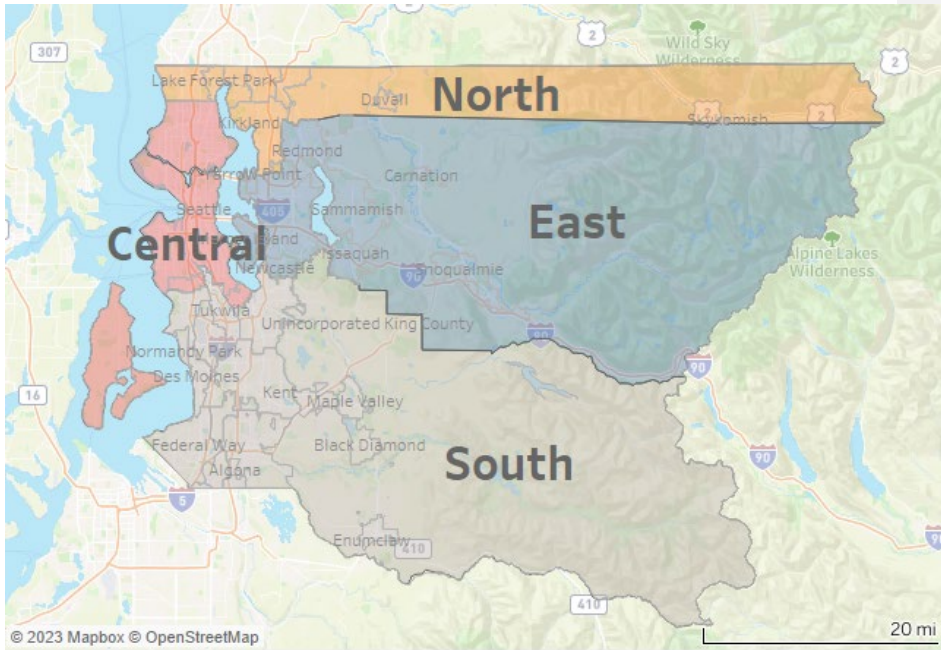 307
2
Wild Sky
Wilderness
2
Lake Forest Park
North
Duvall
2
Skykomish
2
Kirkland
Redmond
Yarrow Point
Carnation
Seattle
405
Sammamish
East
Central
Island
Issaquah
Alpine Lakes
Wilderness
Newcastle
90
Snoqualmie
Tukwila
Unincorporated King County
90
Normandy Park
90
Des Moines
16
Kent
Maple Valley
Federal Way
Black Diamond
South
90
Algona
5
Enumclaw
410
410
© 2023 Mapbox © OpenStreetMap
20 mi